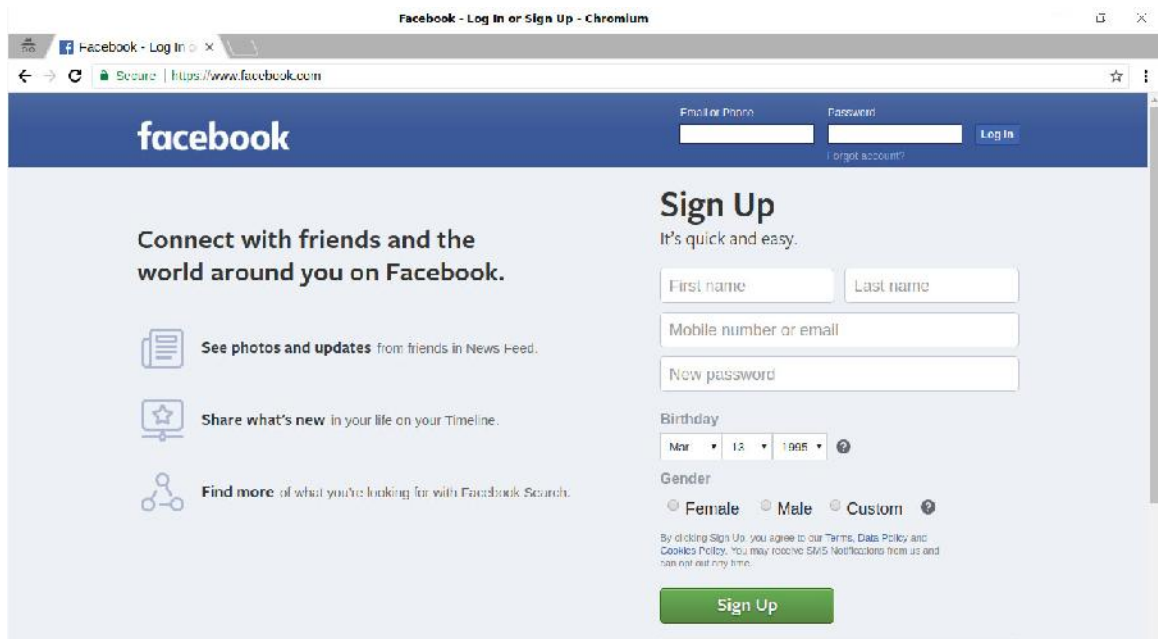 Facebook - Log In or Sign Up - Chromium
Facebook - Log In o
Secure | https://www.facebook.com
facebook
Email or Phone
Password
Log In
Forgot account?
Connect with friends and the
world around you on Facebook.
See photos and updates from friends in News Feed.
Share what's new in your life on your Timeline.
Find more of what you're looking for with Facebook Search.
Sign Up
It's quick and easy.
First name
Last name
Mobile number or email
New password
Birthday
Mar 13 1995
Gender
Female Male Custom
By clicking Sign Up, you agree to our Terms, Data Policy and
Cookies Policy. You may receive SMS Notifications from us and
can opt out any time.
Sign Up